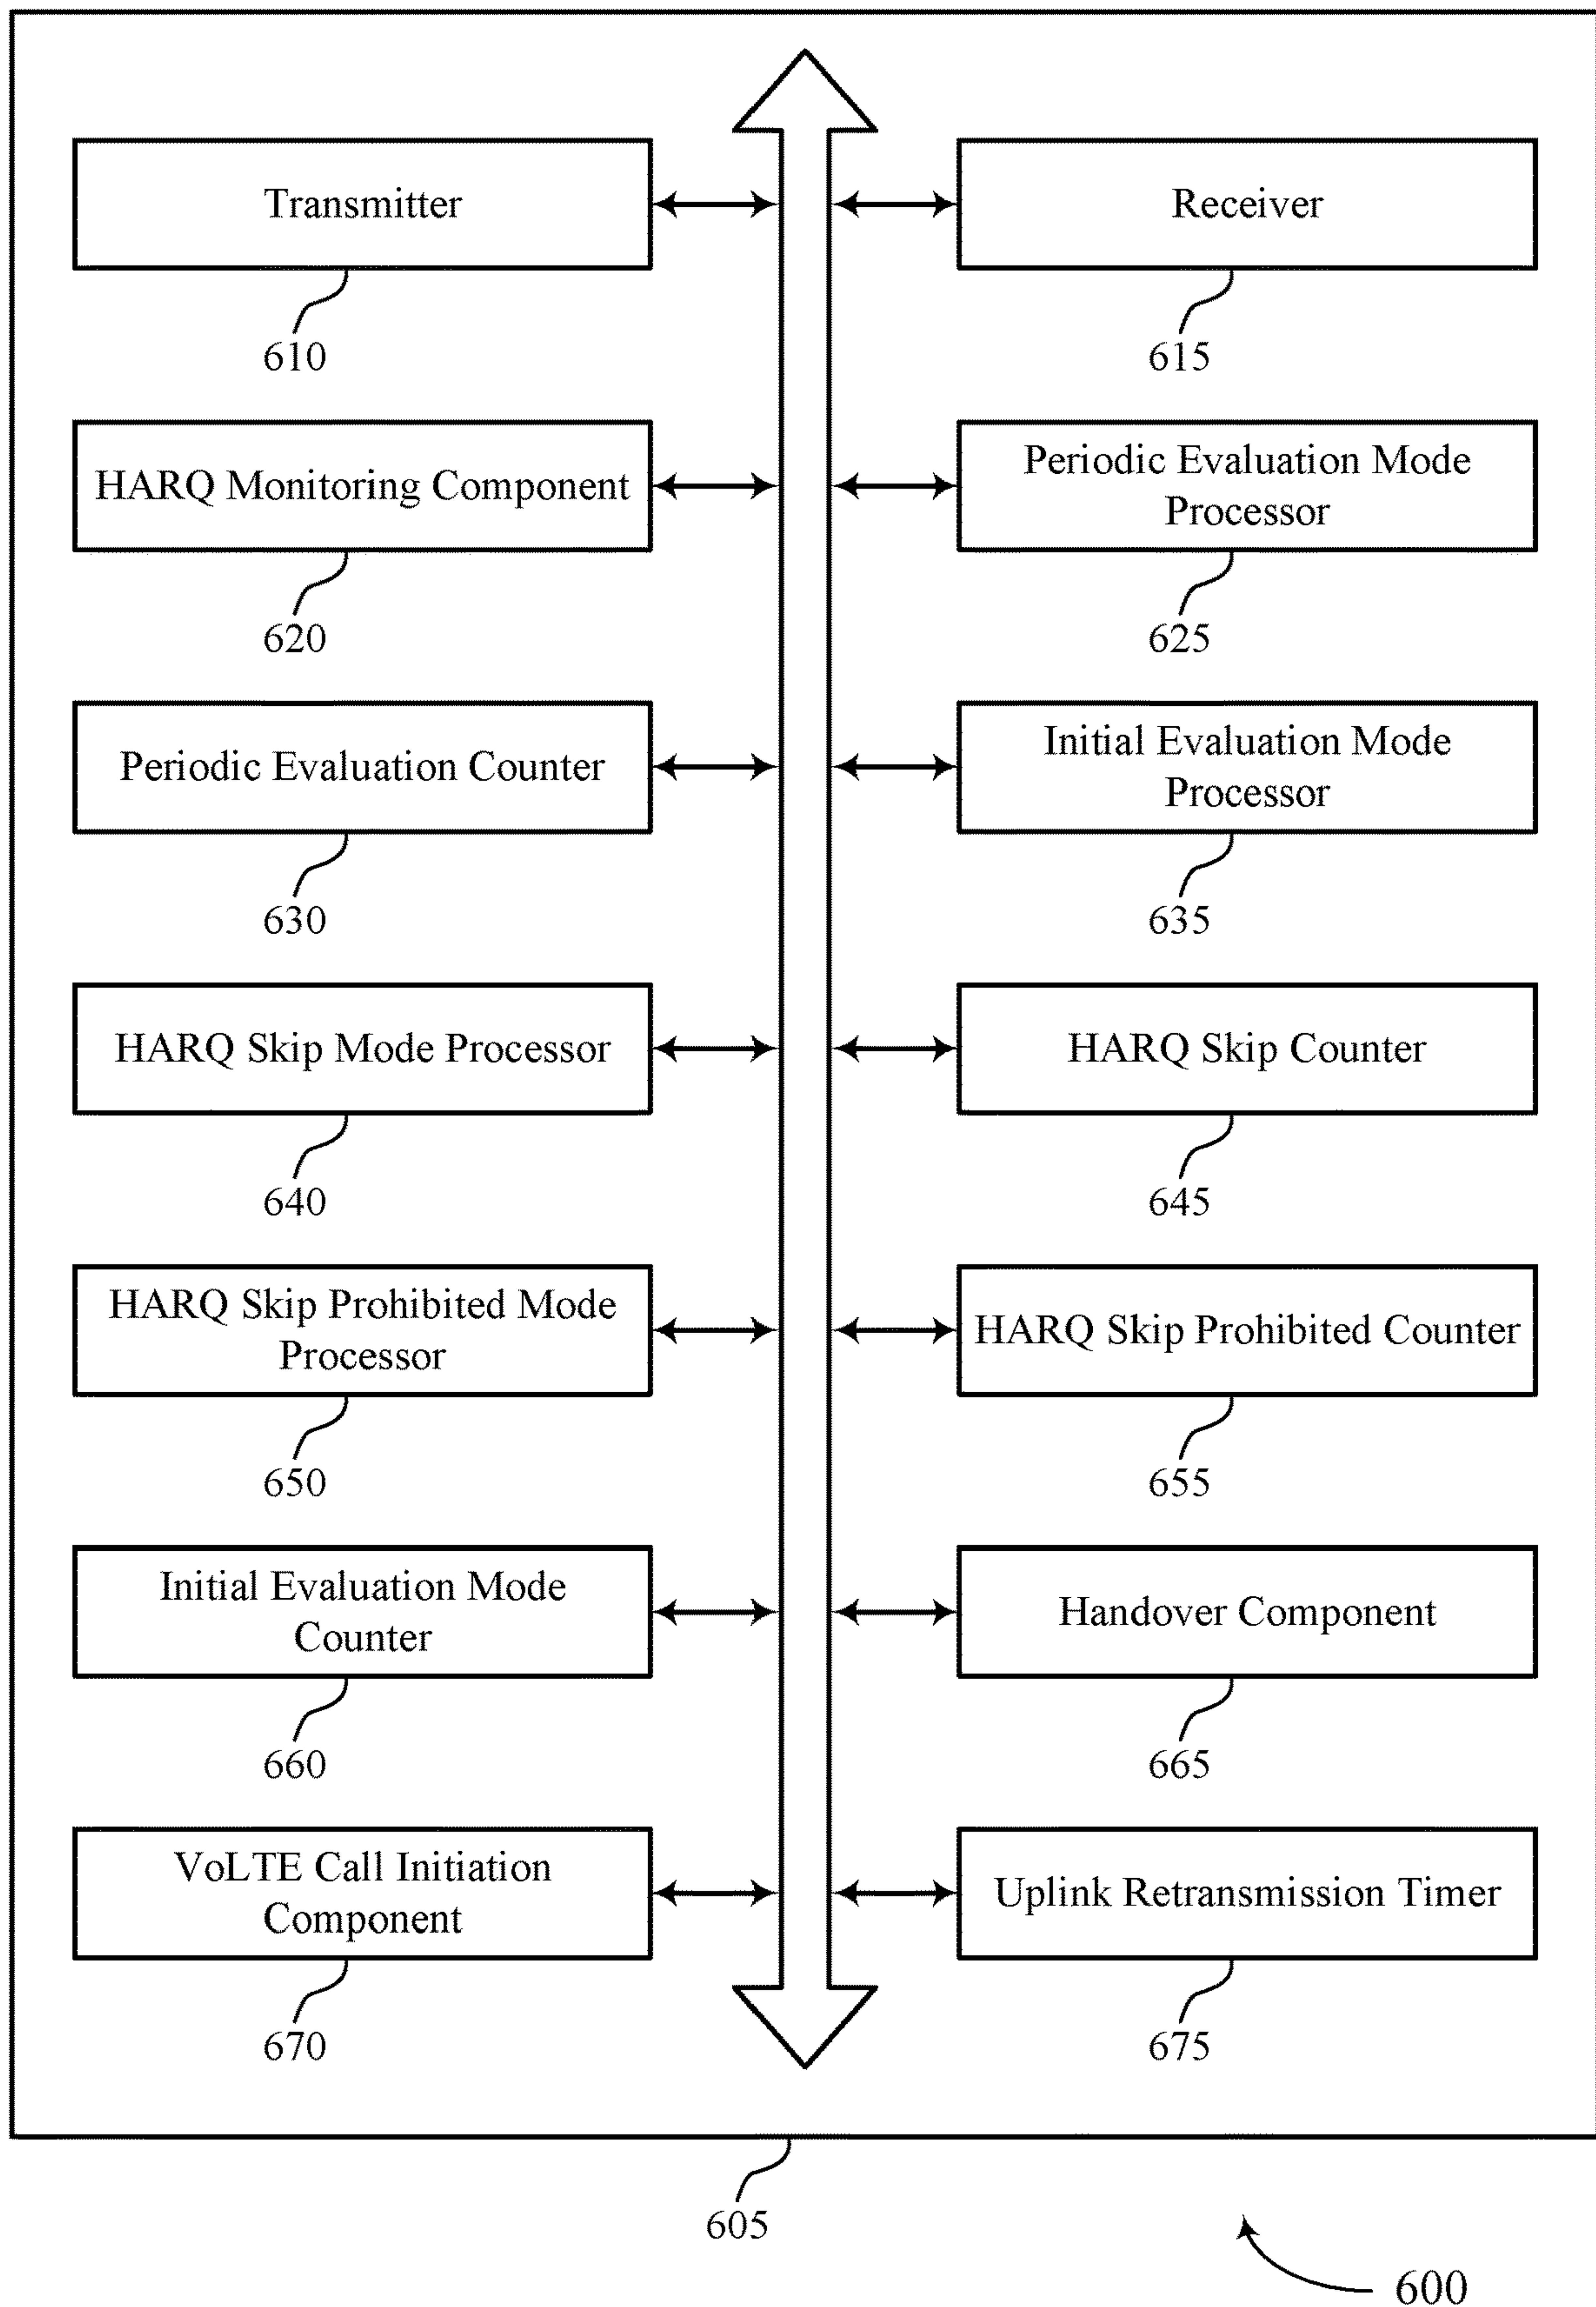 Transmitter
610
Receiver
615
HARQ Monitoring Component
620
Periodic Evaluation Mode
Processor
625
Periodic Evaluation Counter
630
Initial Evaluation Mode
Processor
635
HARQ Skip Mode Processor
640
HARQ Skip Counter
645
HARQ Skip Prohibited Mode
Processor
650
HARQ Skip Prohibited Counter
655
Initial Evaluation Mode
Counter
660
Handover Component
665
VoLTE Call Initiation
Component
670
Uplink Retransmission Timer
675
605
600